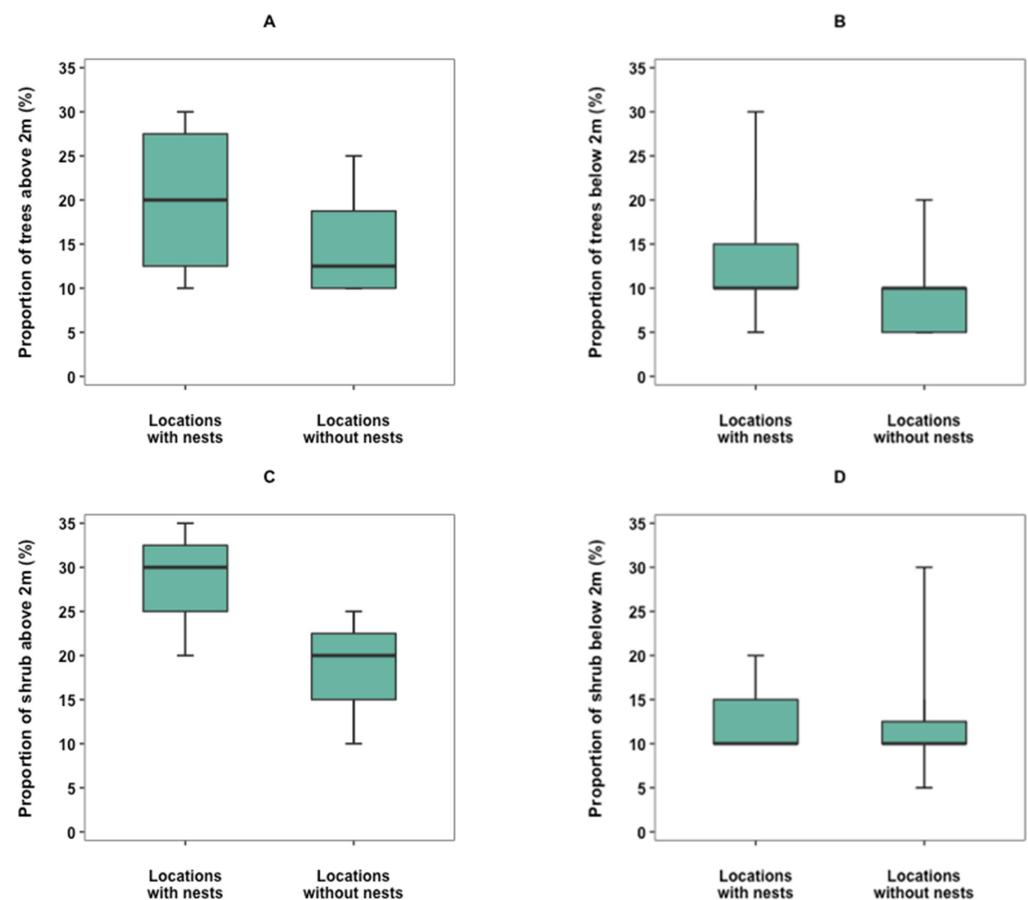 A
Proportion of trees above 2m (%)
35
30
25
20
15
10
5
0
Locations
with nests
Locations
without nests
B
Proportion of trees below 2m (%)
35
30
25
20
15
10
5
0
Locations
with nests
Locations
without nests
C
Proportion of shrub above 2m (%)
35
30
25
20
15
10
5
0
Locations
with nests
Locations
without nests
D
Proportion of shrub below 2m (%)
35
30
25
20
15
10
5
0
Locations
with nests
Locations
without nests